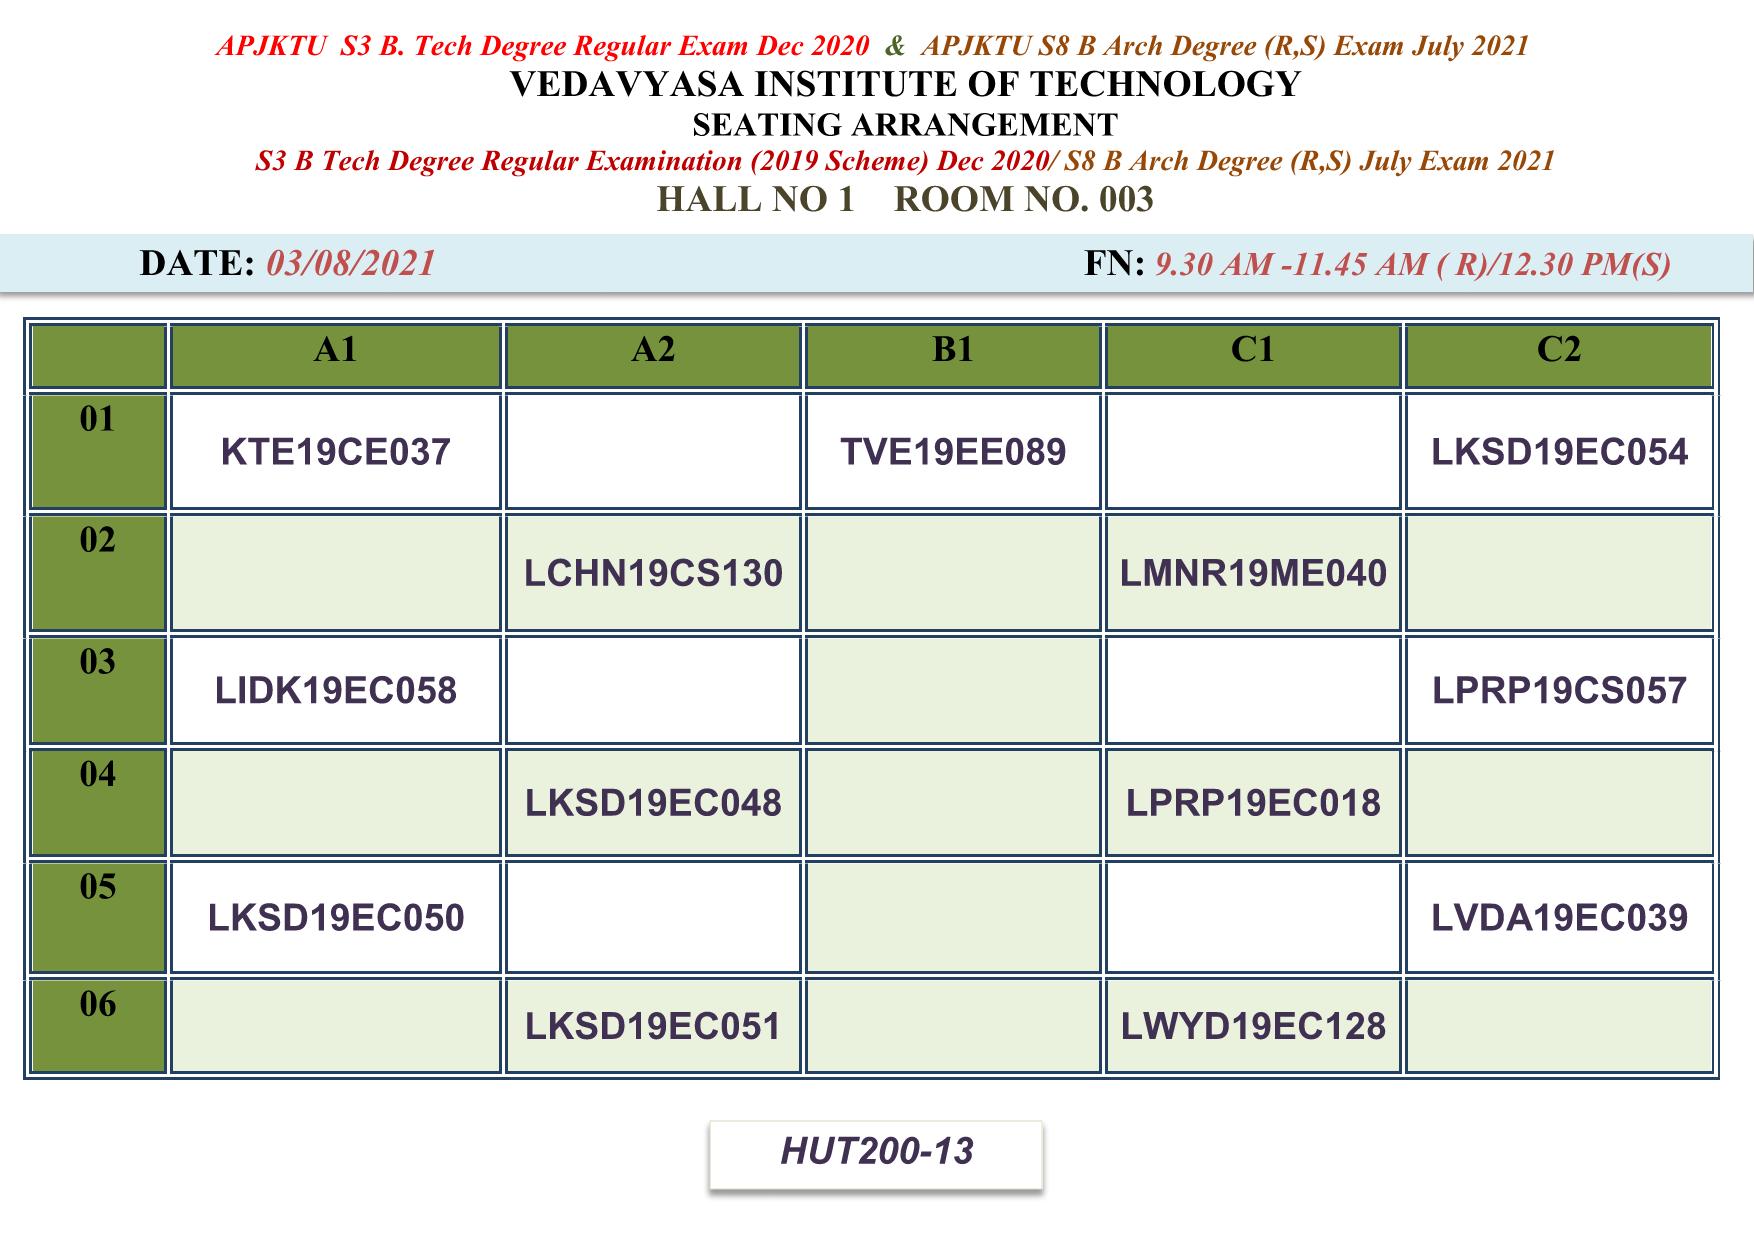 APJKTU  S3 B. Tech Degree Regular Exam Dec 2020  &  APJKTU S8 B Arch Degree (R,S) Exam July 2021
VEDAVYASA INSTITUTE OF TECHNOLOGY
SEATING ARRANGEMENT
S3 B Tech Degree Regular Examination (2019 Scheme) Dec 2020/ S8 B Arch Degree (R,S) July Exam 2021
HALL NO 1    ROOM NO. 003
DATE: 03/08/2021    FN: 9.30 AM -11.45 AM ( R)/12.30 PM(S)
A1 A2 B1 C1 C2
01 KTE19CE037 TVE19EE089 LKSD19EC054
02 LCHN19CS130 LMNR19ME040
03 LIDK19EC058 LPRP19CS057
04 LKSD19EC048 LPRP19EC018
05 LKSD19EC050 LVDA19EC039
06 LKSD19EC051 LWYD19EC128
HUT200-13